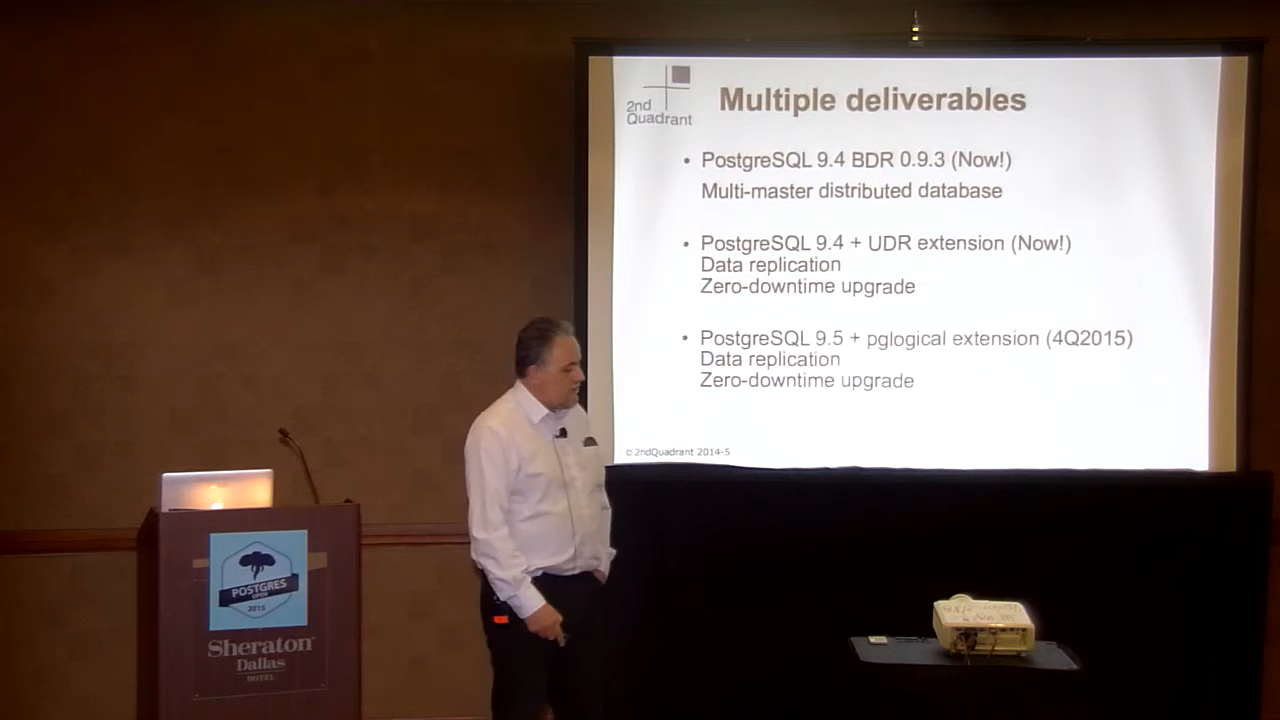 2nd
Quadrant
Multiple deliverables
• PostgreSQL 9.4 BDR 0.9.3 (Now!)
Multi-master distributed database
• PostgreSQL 9.4 + UDR extension (Now!)
Data replication
Zero-downtime upgrade
• PostgreSQL 9.5 + pglogical extension (4Q2015)
Data replication
Zero-downtime upgrade
© 2ndQuadrant 2014-5
POSTGRES
OPEN
2015
Sheraton
Dallas
HOTEL